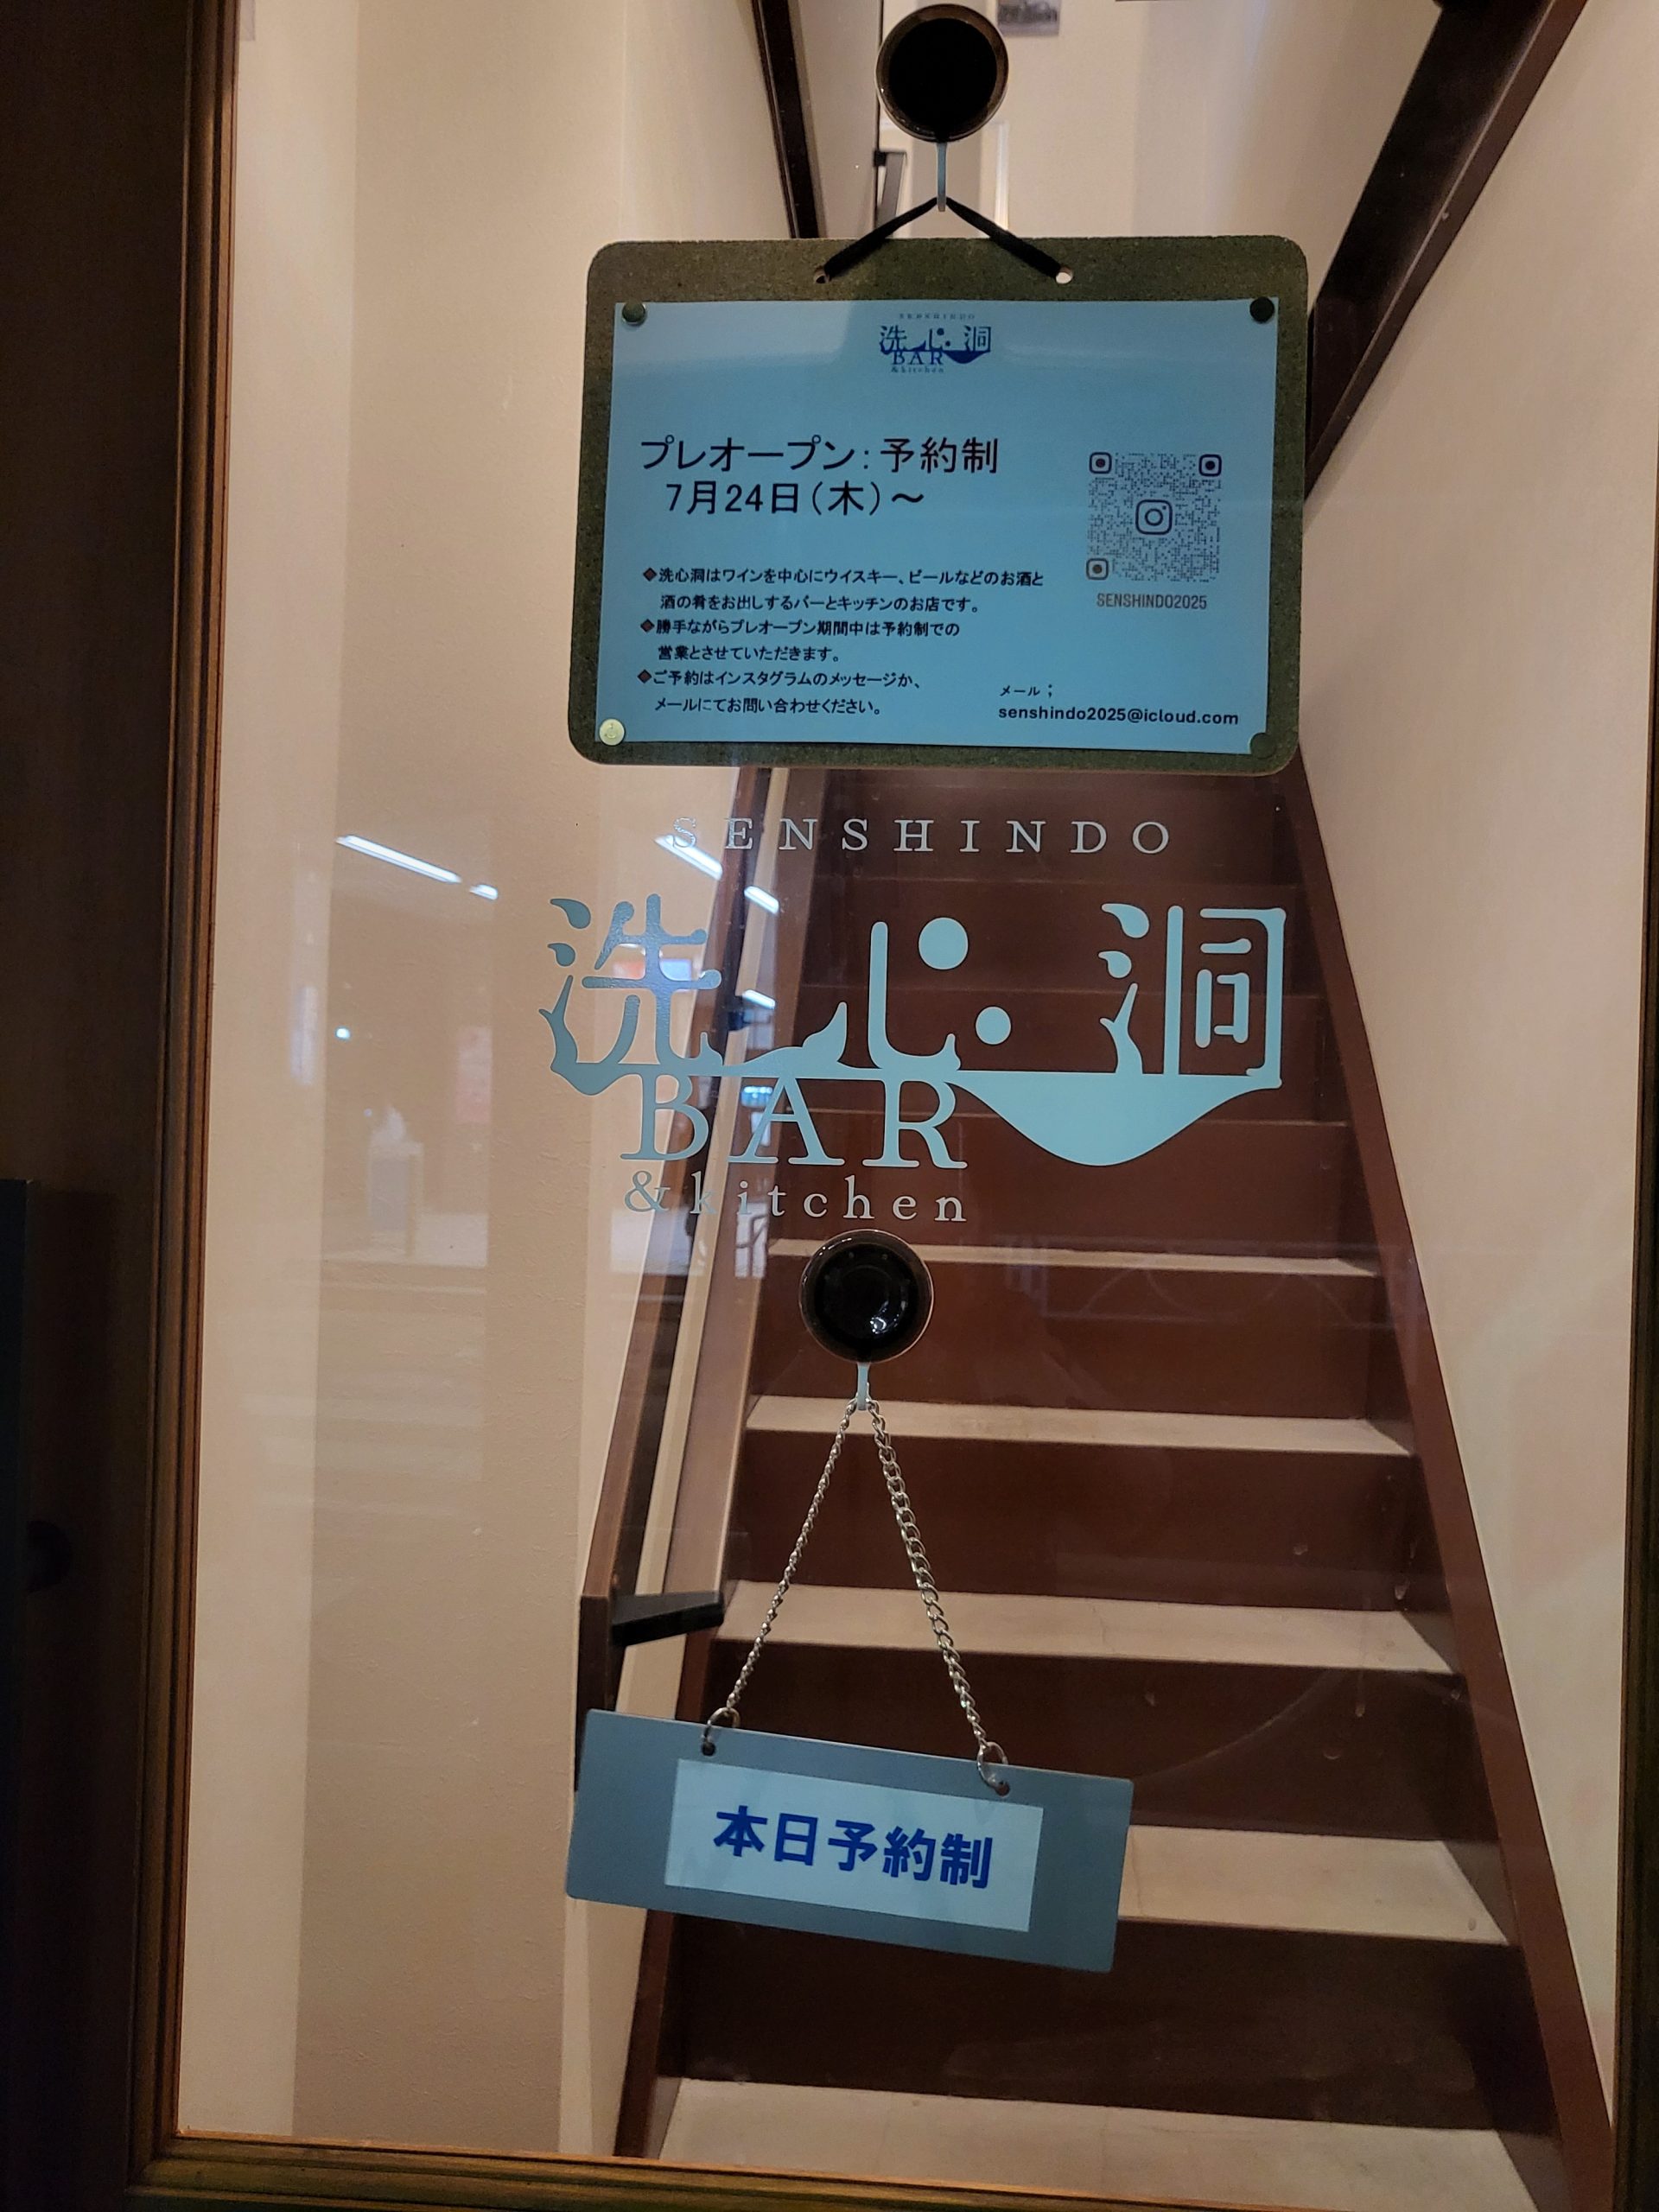 SENSHINDO
洗心洞
BAR
&kitchen
プレオープン：予約制
7月24日（木）～
◆洗心洞はワインを中心にウイスキー、ビールなどのお酒と
酒の肴をお出しするバーとキッチンのお店です。
◆勝手ながらプレオープン期間中は予約制での
営業とさせていただきます。
◆ご予約はインスタグラムのメッセージか、
メールにてお問い合わせください。
SENSHINDO2025
メール；
senshindo2025@icloud.com
SENSHINDO
洗心洞
BAR
&kitchen
本日予約制